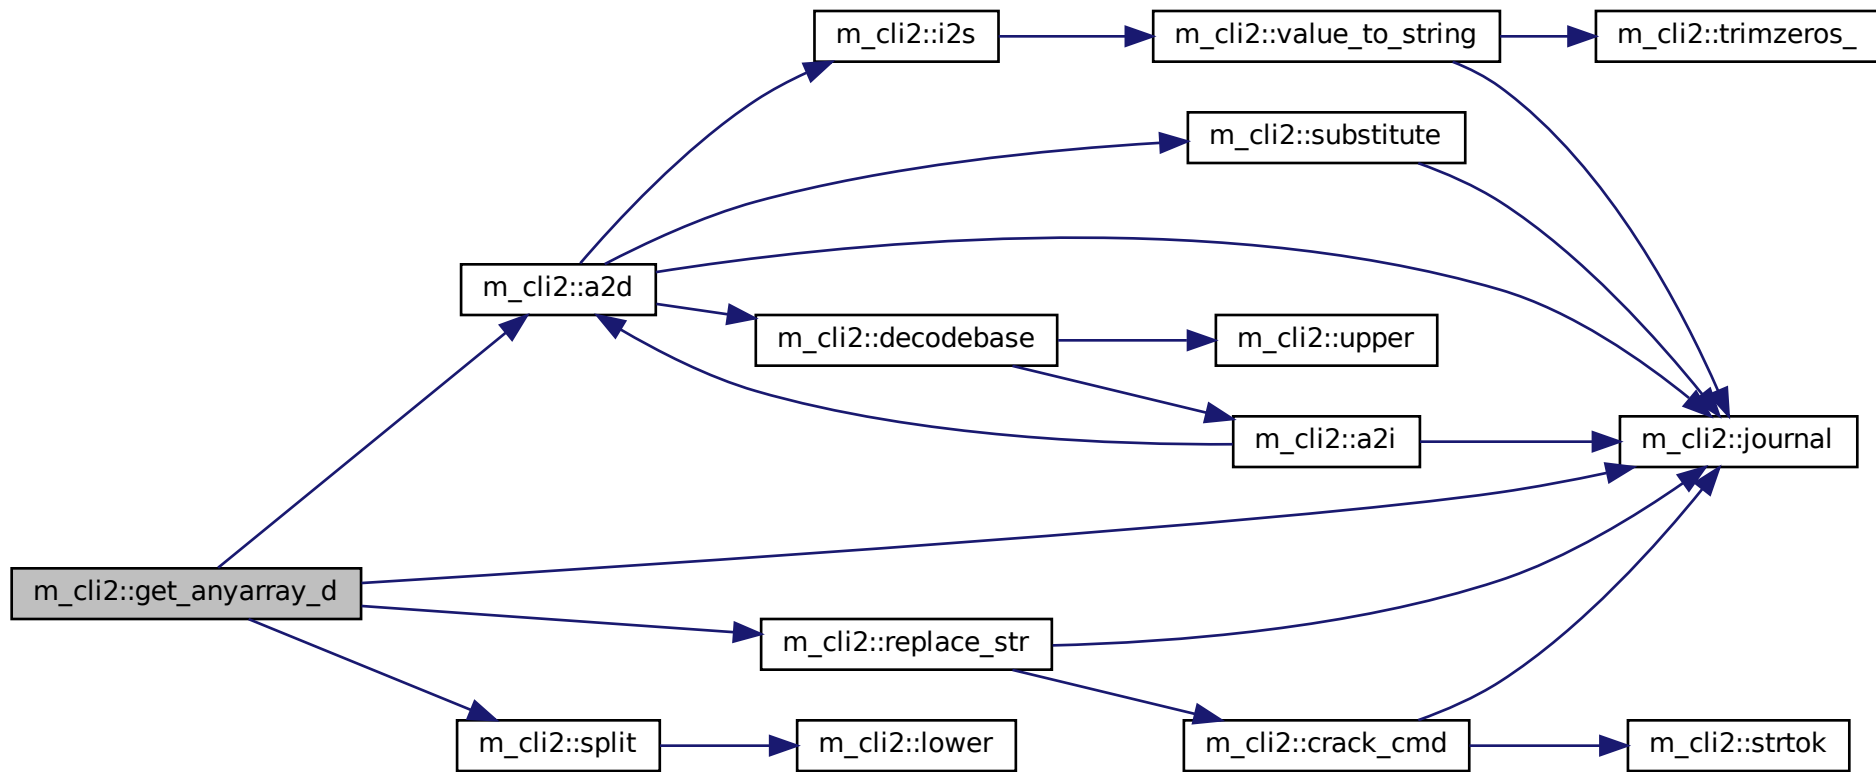 m_cli2::i2s
m_cli2::value_to_string
m_cli2::trimzeros_
m_cli2::substitute
m_cli2::a2d
m_cli2::decodebase
m_cli2::upper
m_cli2::a2i
m_cli2::journal
m_cli2::get_anyarray_d
m_cli2::replace_str
m_cli2::split
m_cli2::lower
m_cli2::crack_cmd
m_cli2::strtok